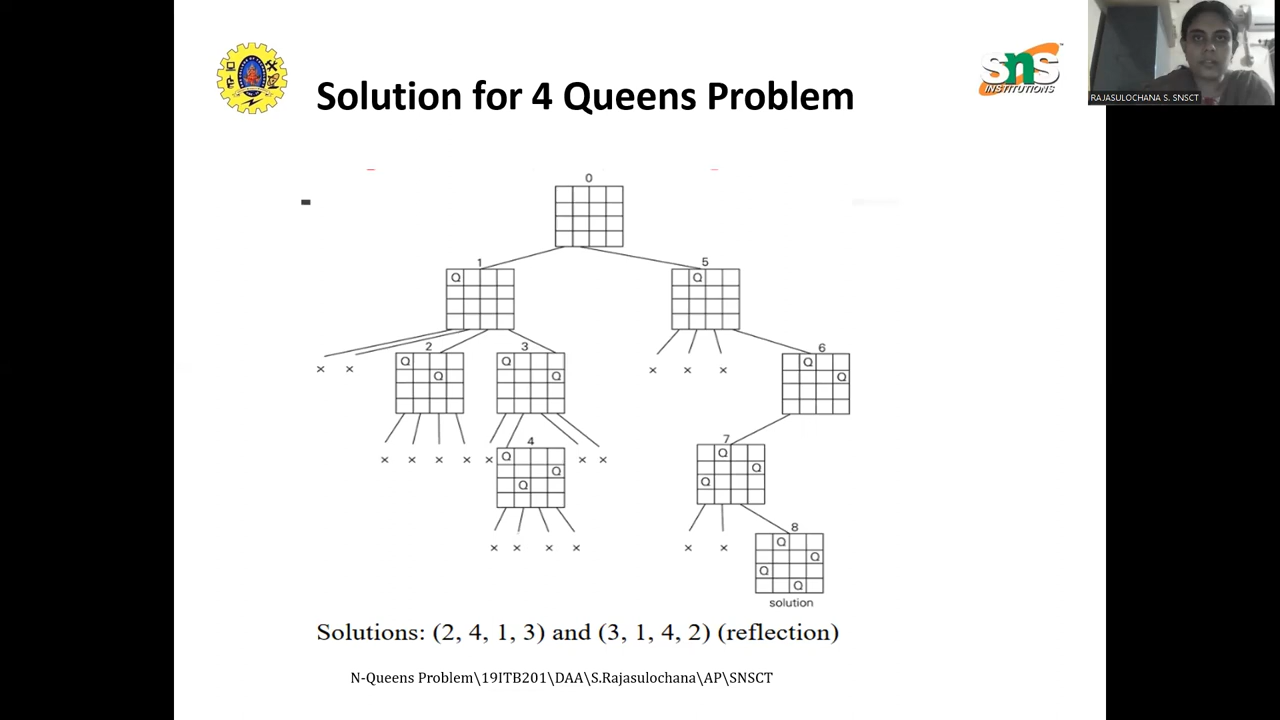 Solution for 4 Queens Problem
SNS
INSTITUTIONS
RAJASULOCHANA S. SNSCT
0
1
5
Q
Q
2
3
6
Q
Q
Q
x
x
Q
Q
Q
x
x
x
4
7
Q
Q
x
x
x
x
x
Q
x
x
Q
Q
Q
Q
8
x
x
x
x
x
x
Q
Q
Q
Q
solution
Solutions: (2, 4, 1, 3) and (3, 1, 4, 2) (reflection)
N-Queens Problem\19ITB201\DAA\S.Rajasulochana\AP\SNSCT